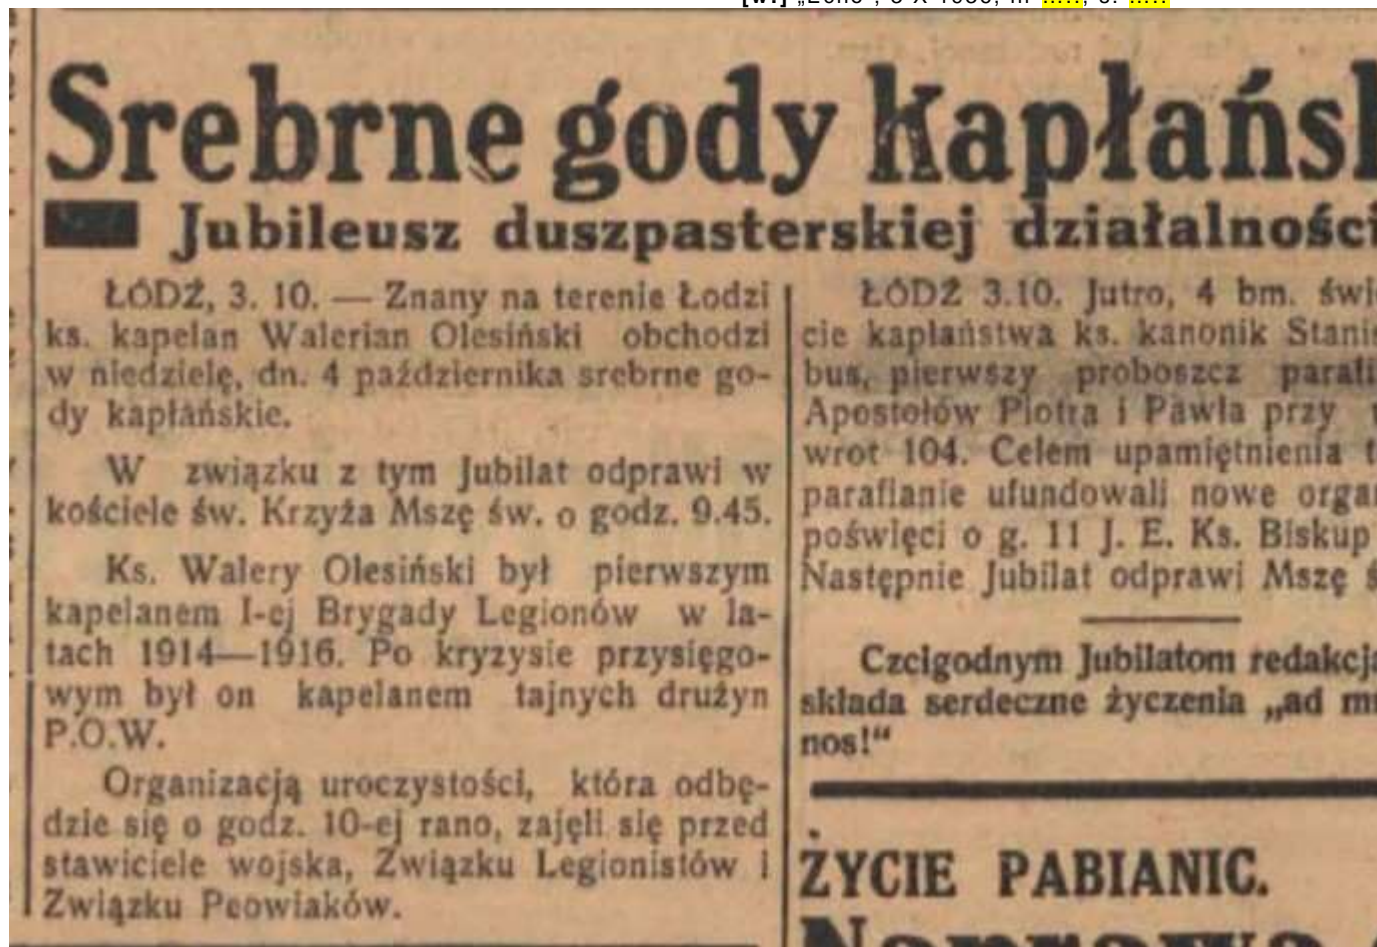 Srebrne gody kapłańsk
Jubileusz duszpasterskiej działalności
ŁÓDŹ, 3. 10. — Znany na terenie Łodzi
ks. kapelan Walerian Olesiński obchodzi
w niedzielę, dn. 4 października srebrne go-
dy kapłańskie.
W związku z tym Jubilat odprawi w
kościele św. Krzyża Mszę św. o godz. 9.45.
Ks. Walery Olesiński był pierwszym
kapelanem I-ej Brygady Legionów w la-
tach 1914—1916. Po kryzysie przysięgo-
wym był on kapelanem tajnych drużyn
P.O.W.
Organizacją uroczystości, która odbę-
dzie się o godz. 10-ej rano, zajęli się przed
stawiciele wojska, Związku Legionistów i
Związku Peowiaków.
ŁÓDŹ 3.10. Jutro, 4 bm. świ
cie kapłaństwa ks. kanonik Stanis
bus, pierwszy proboszcz parafi
Apostołów Piotra i Pawła przy
wrot 104. Celem upamiętnienia t
parafianie ufundowali nowe orga
poświęci o g. 11 J. E. Ks. Biskup
Następnie Jubilat odprawi Mszę ś
Czcigodnym Jubilatom redakcja
składa serdeczne życzenia „ad mu
nos!“
ŻYCIE PABIANIC.